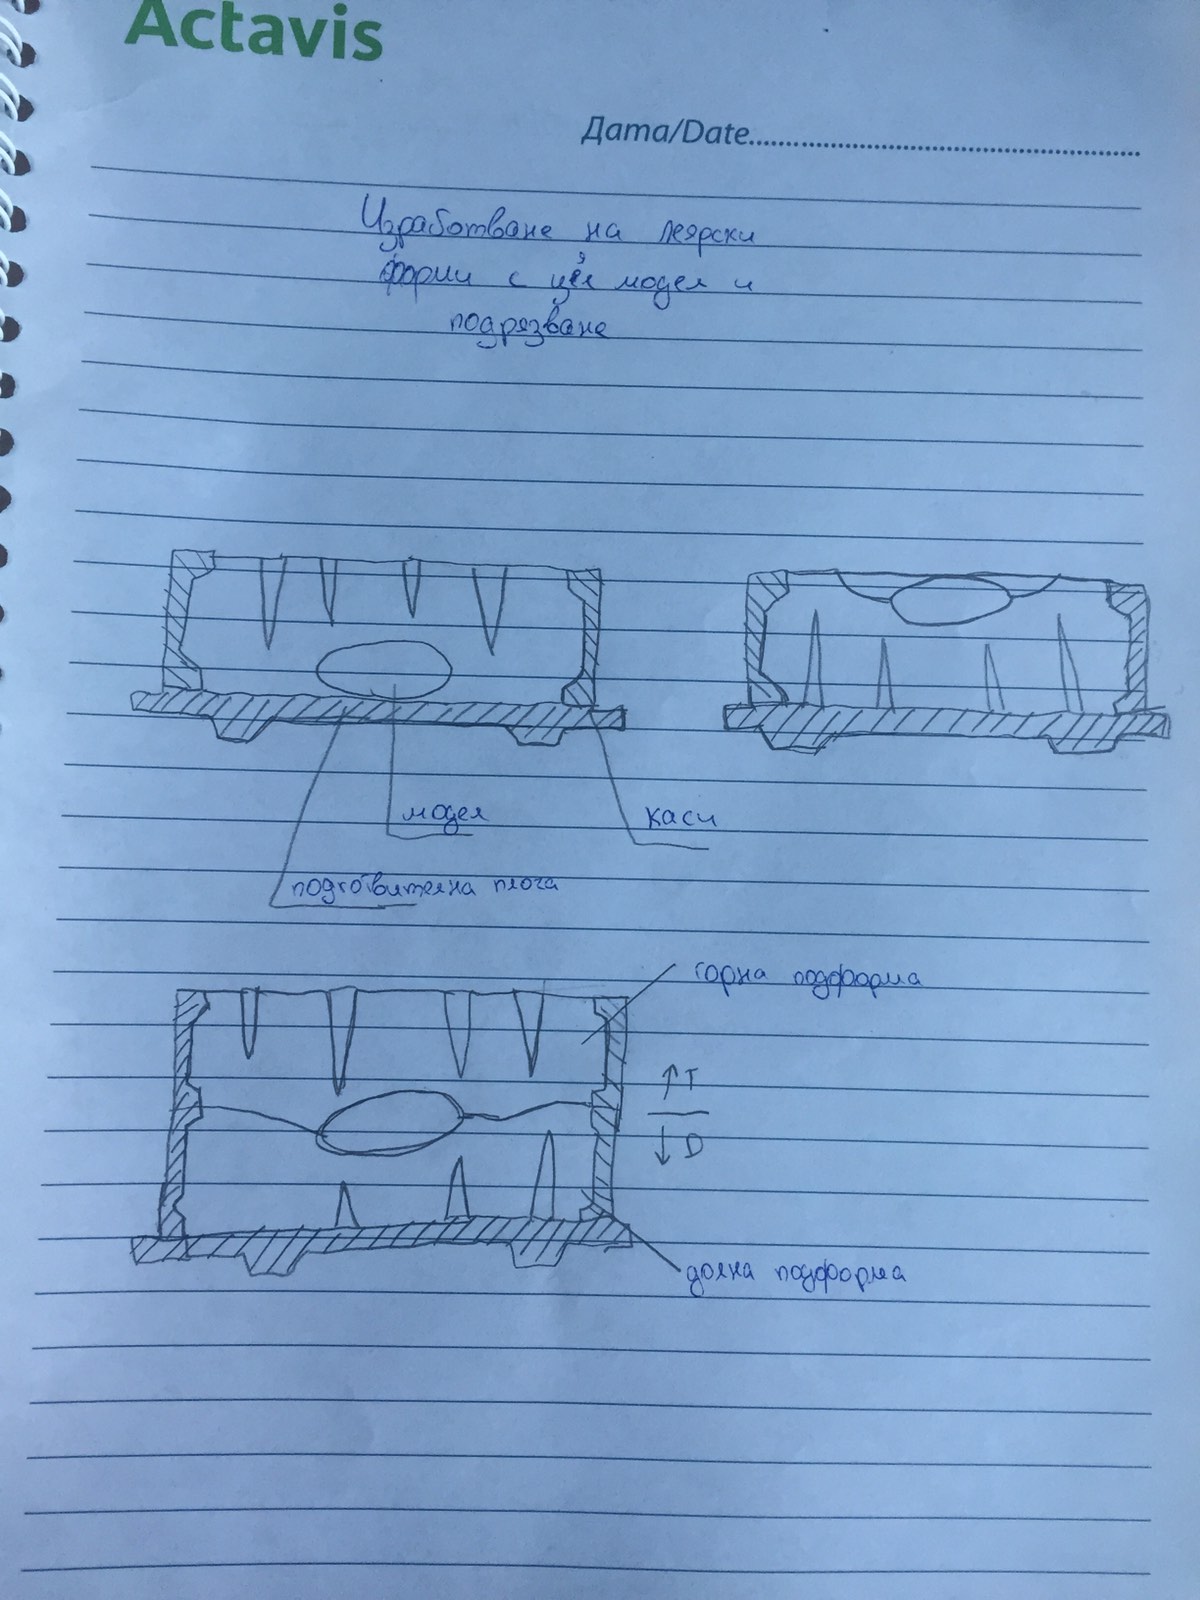 Actavis
Дата/Date
Изработване на леярски
форми с цял модел и
подрязване
модел
каси
подготвителна плоча
горна подформа
↑ Т
↓ D
долна подформа